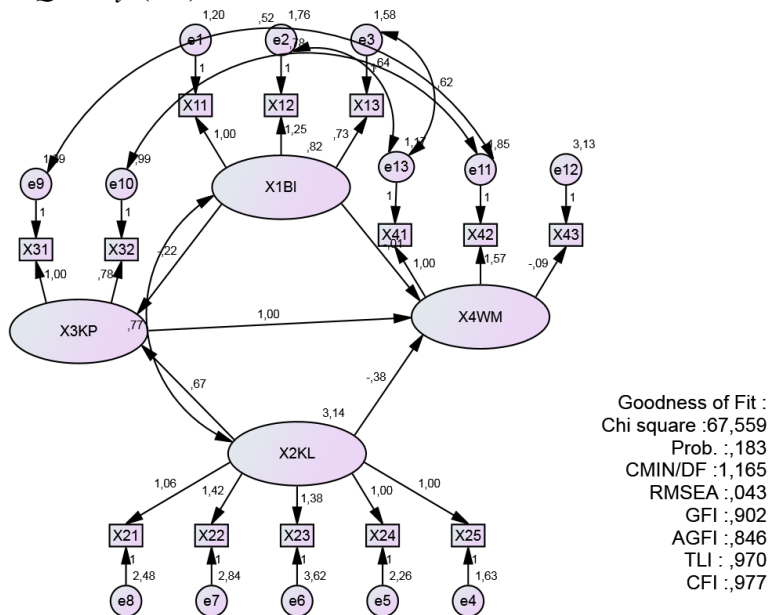 1,20
,52
1,76
1,58
e1
e2
e3
,78
,64
,62
1
1
X11
X12
X13
1,00
1,25
,73
,82
,99
1,85
3,13
e9
e10
e13
e11
e12
X1BI
1
1
1
1
1
X31
X32
X41
X42
X43
1,00
,78
,22
,01
1,00
1,57
-,09
X3KP
,77
1,00
X4WM
,67
-,38
3,14
X2KL
1,06
1,42
1,38
1,00
1,00
X21
X22
X23
X24
X25
1
1
1
1
1
2,48
2,84
3,62
2,26
1,63
e8
e7
e6
e5
e4
Goodness of Fit :
Chi square :67,559
Prob. :,183
CMIN/DF :1,165
RMSEA :,043
GFI :,902
AGFI :,846
TLI : ,970
CFI :,977